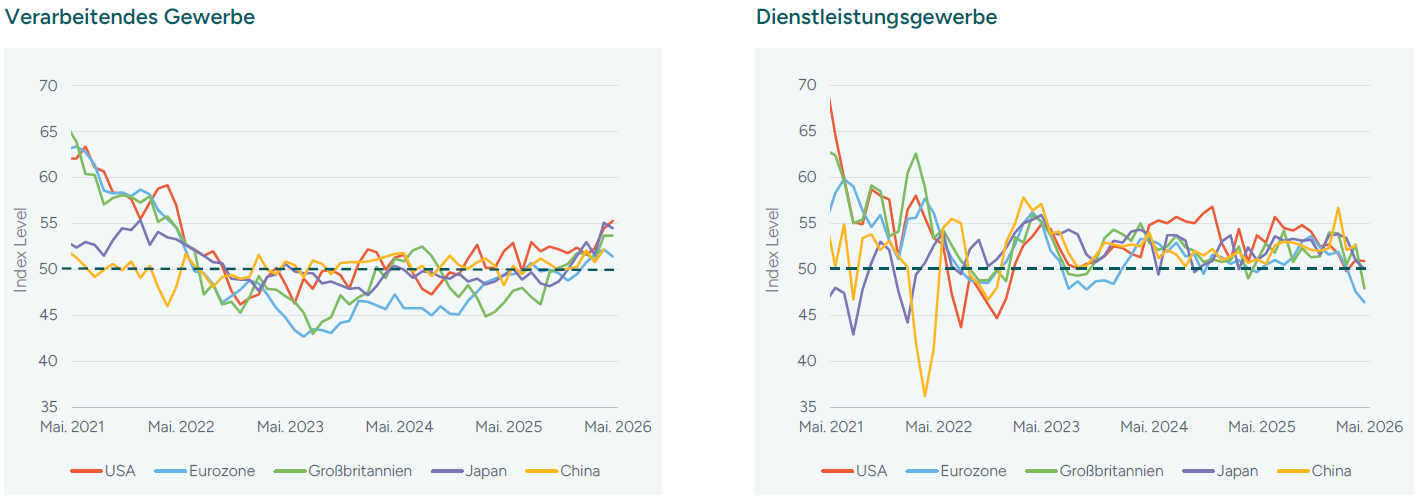 Verarbeitendes Gewerbe
Index Level
70
65
60
55
50
45
40
35
Mai. 2021 Mai. 2022 Mai. 2023 Mai. 2024 Mai. 2025 Mai. 2026
USA Eurozone Großbritannien Japan China
Dienstleistungsgewerbe
Index Level
70
65
60
55
50
45
40
35
Mai. 2021 Mai. 2022 Mai. 2023 Mai. 2024 Mai. 2025 Mai. 2026
USA Eurozone Großbritannien Japan China